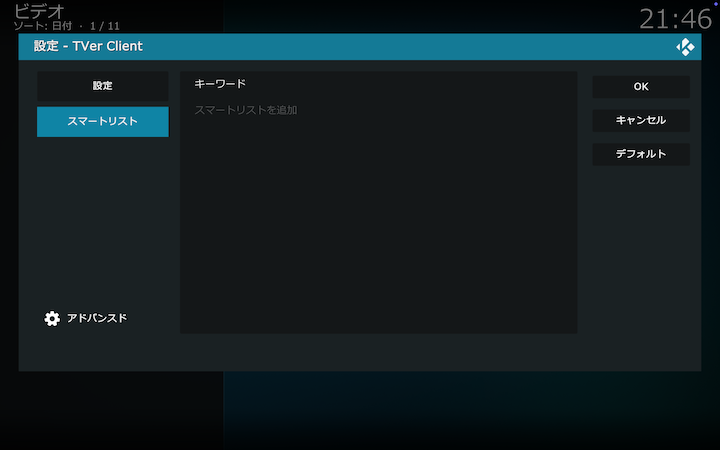 ビデオ
ソート: 日付 · 1 / 11
21:46
設定 - TVer Client
設定
スマートリスト
キーワード
スマートリストを追加
OK
キャンセル
デフォルト
アドバンスド